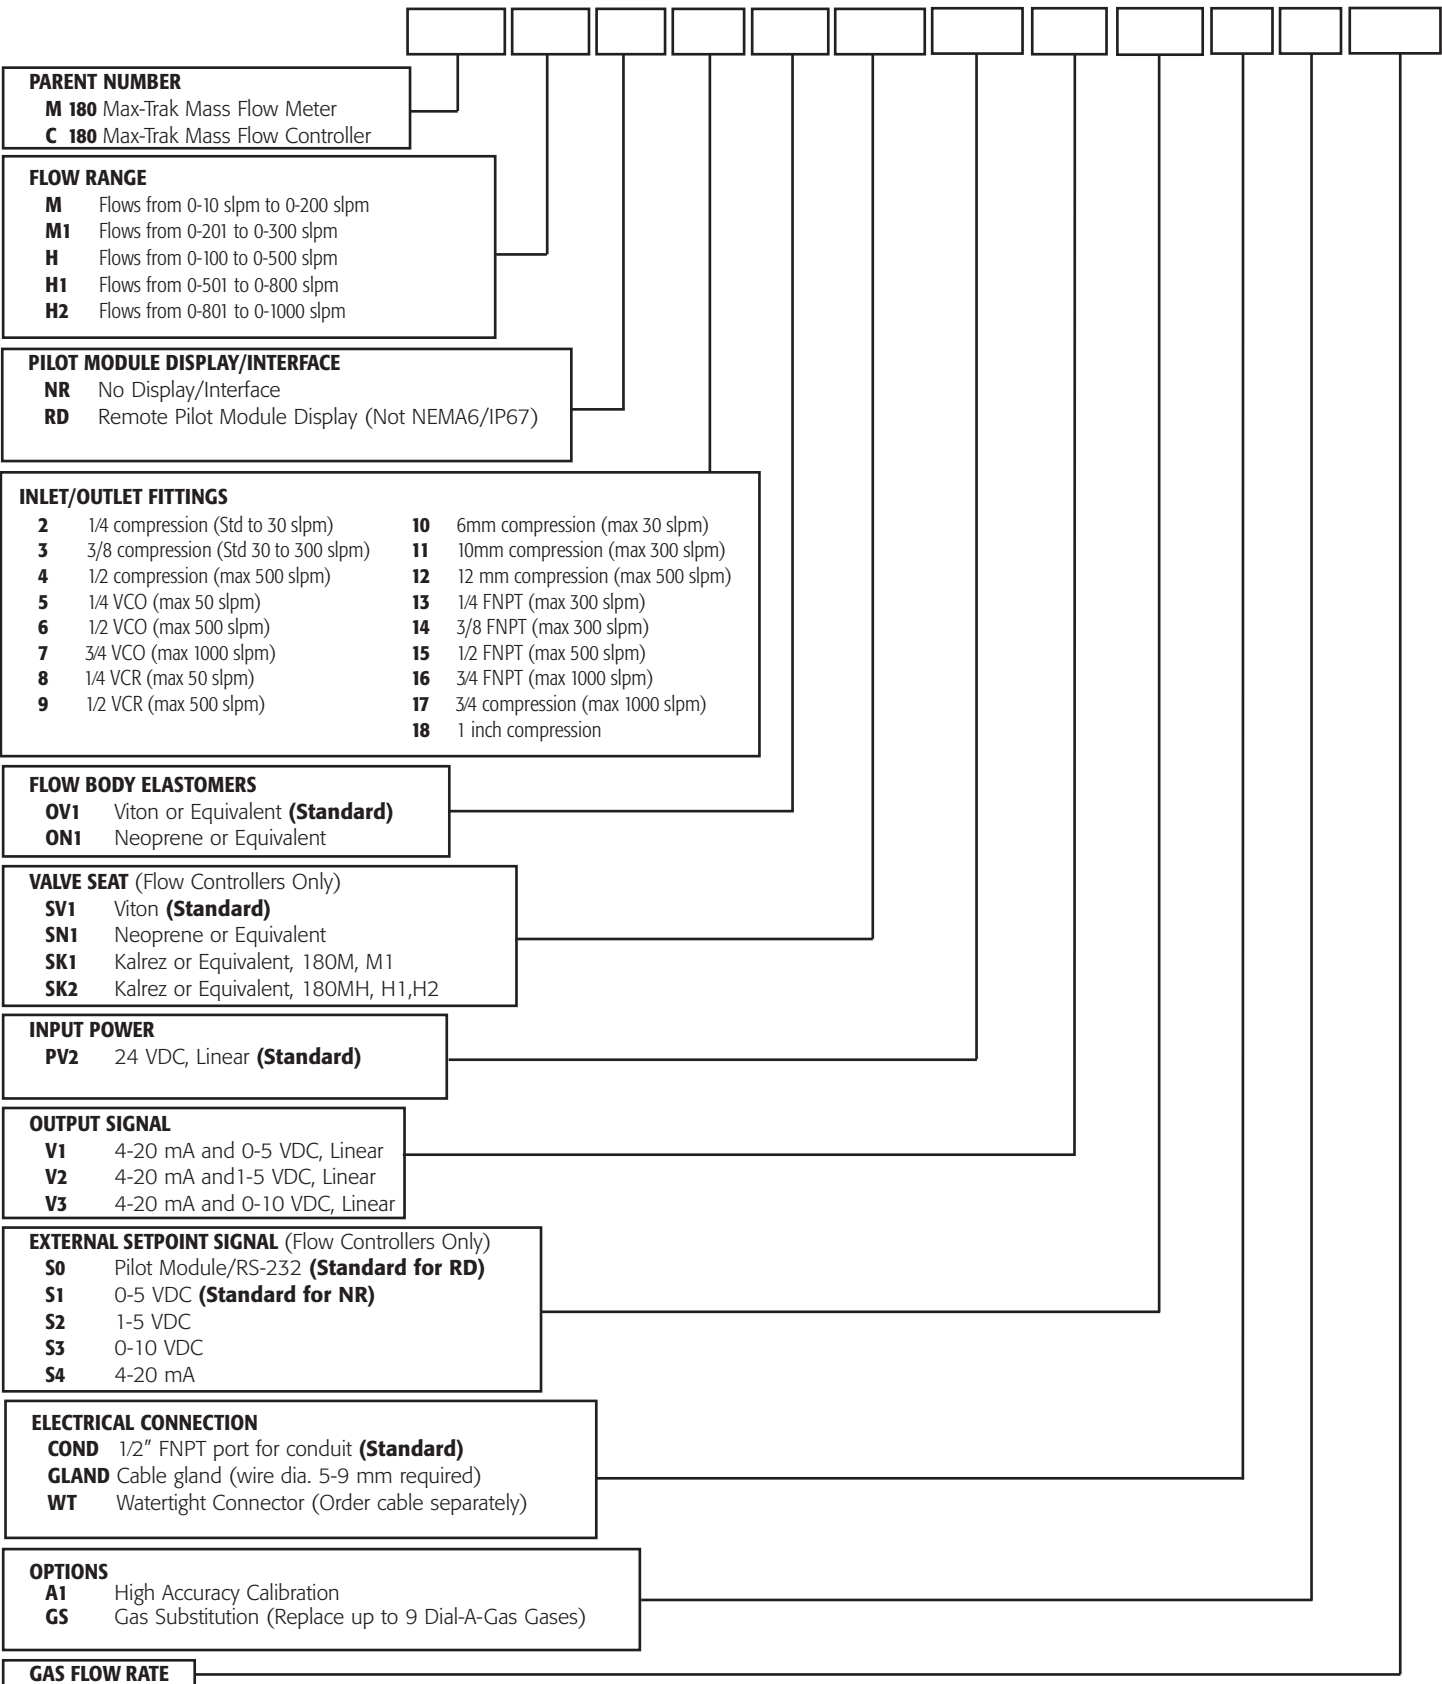 PARENT NUMBER
M 180 Max-Trak Mass Flow Meter
C 180 Max-Trak Mass Flow Controller
FLOW RANGE
M Flows from 0-10 slpm to 0-200 slpm
M1 Flows from 0-201 to 0-300 slpm
H Flows from 0-100 to 0-500 slpm
H1 Flows from 0-501 to 0-800 slpm
H2 Flows from 0-801 to 0-1000 slpm
PILOT MODULE DISPLAY/INTERFACE
NR No Display/Interface
RD Remote Pilot Module Display (Not NEMA6/IP67)
INLET/OUTLET FITTINGS
2 1/4 compression (Std to 30 slpm)
3 3/8 compression (Std 30 to 300 slpm)
4 1/2 compression (max 500 slpm)
5 1/4 VCO (max 50 slpm)
6 1/2 VCO (max 500 slpm)
7 3/4 VCO (max 1000 slpm)
8 1/4 VCR (max 50 slpm)
9 1/2 VCR (max 500 slpm)
10 6mm compression (max 30 slpm)
11 10mm compression (max 300 slpm)
12 12 mm compression (max 500 slpm)
13 1/4 FNPT (max 300 slpm)
14 3/8 FNPT (max 300 slpm)
15 1/2 FNPT (max 500 slpm)
16 3/4 FNPT (max 1000 slpm)
17 3/4 compression (max 1000 slpm)
18 1 inch compression
FLOW BODY ELASTOMERS
OV1 Viton or Equivalent (Standard)
ON1 Neoprene or Equivalent
VALVE SEAT (Flow Controllers Only)
SV1 Viton (Standard)
SN1 Neoprene or Equivalent
SK1 Kalrez or Equivalent, 180M, M1
SK2 Kalrez or Equivalent, 180MH, H1,H2
INPUT POWER
PV2 24 VDC, Linear (Standard)
OUTPUT SIGNAL
V1 4-20 mA and 0-5 VDC, Linear
V2 4-20 mA and1-5 VDC, Linear
V3 4-20 mA and 0-10 VDC, Linear
EXTERNAL SETPOINT SIGNAL (Flow Controllers Only)
S0 Pilot Module/RS-232 (Standard for RD)
S1 0-5 VDC (Standard for NR)
S2 1-5 VDC
S3 0-10 VDC
S4 4-20 mA
ELECTRICAL CONNECTION
COND 1/2" FNPT port for conduit (Standard)
GLAND Cable gland (wire dia. 5-9 mm required)
WT Watertight Connector (Order cable separately)
OPTIONS
A1 High Accuracy Calibration
GS Gas Substitution (Replace up to 9 Dial-A-Gas Gases)
GAS FLOW RATE